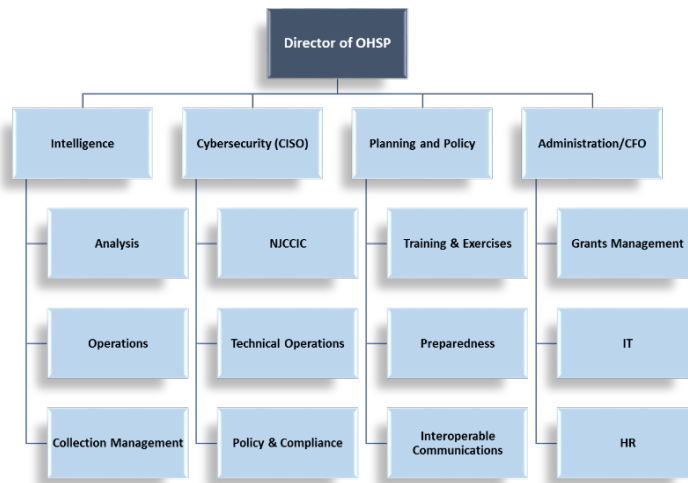 Director of OHSP
Intelligence
Cybersecurity (CISO)
Planning and Policy
Administration/CFO
Analysis
NJCCIC
Training & Exercises
Grants Management
Operations
Technical Operations
Preparedness
IT
Collection Management
Policy & Compliance
Interoperable
Communications
HR